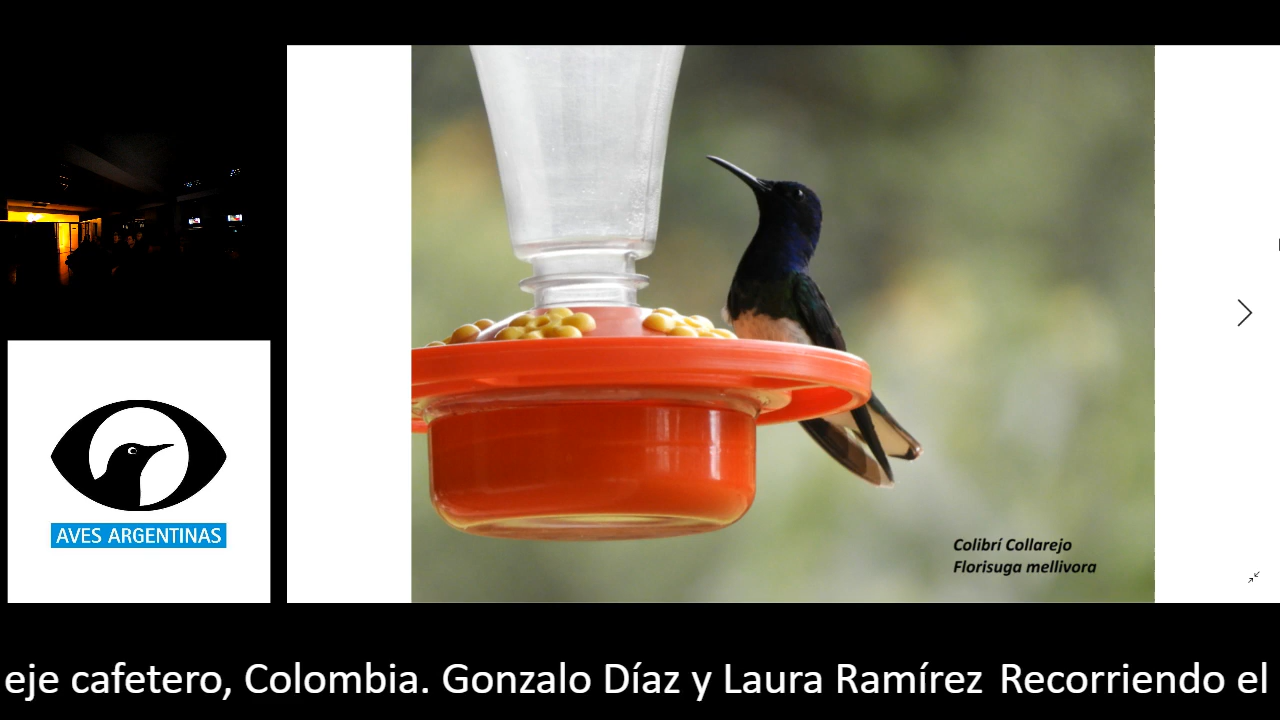 AVES ARGENTINAS
Colibrí Collarejo
Florisuga mellivora
eje cafetero, Colombia. Gonzalo Díaz y Laura Ramírez Recorriendo el